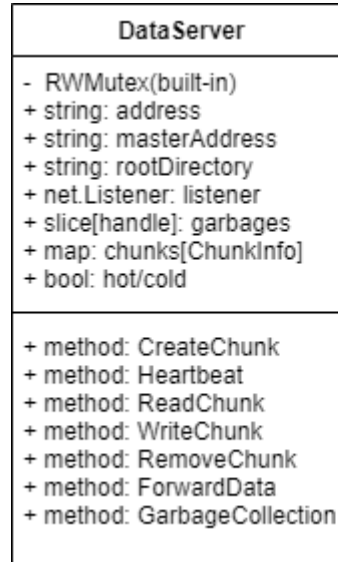 DataServer
- RWMutex(built-in)
+ string: address
+ string: masterAddress
+ string: rootDirectory
+ net.Listener: listener
+ slice[handle]: garbages
+ map: chunks[ChunkInfo]
+ bool: hot/cold
+ method: CreateChunk
+ method: Heartbeat
+ method: ReadChunk
+ method: WriteChunk
+ method: RemoveChunk
+ method: ForwardData
+ method: GarbageCollection